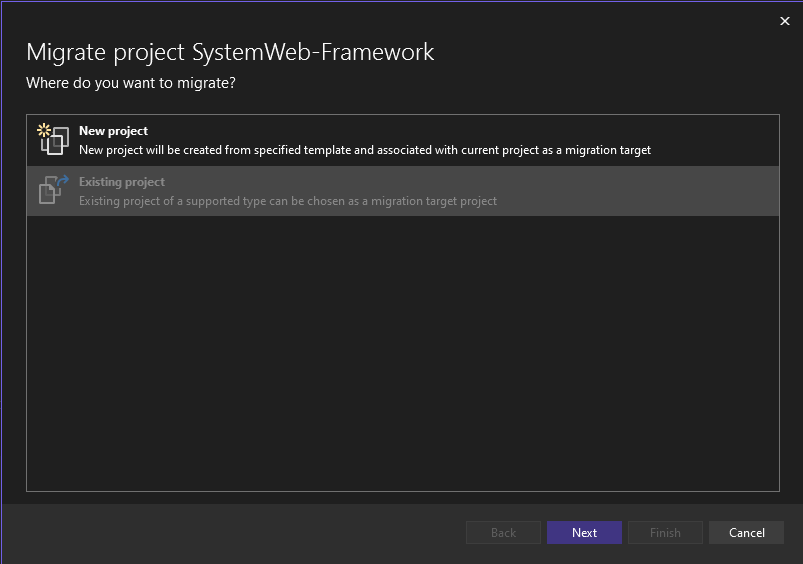 Migrate project SystemWeb-Framework
Where do you want to migrate?
New project
New project will be created from specified template and associated with current project as a migration target
Existing project
Existing project of a supported type can be chosen as a migration target project
Back
Next
Finish
Cancel